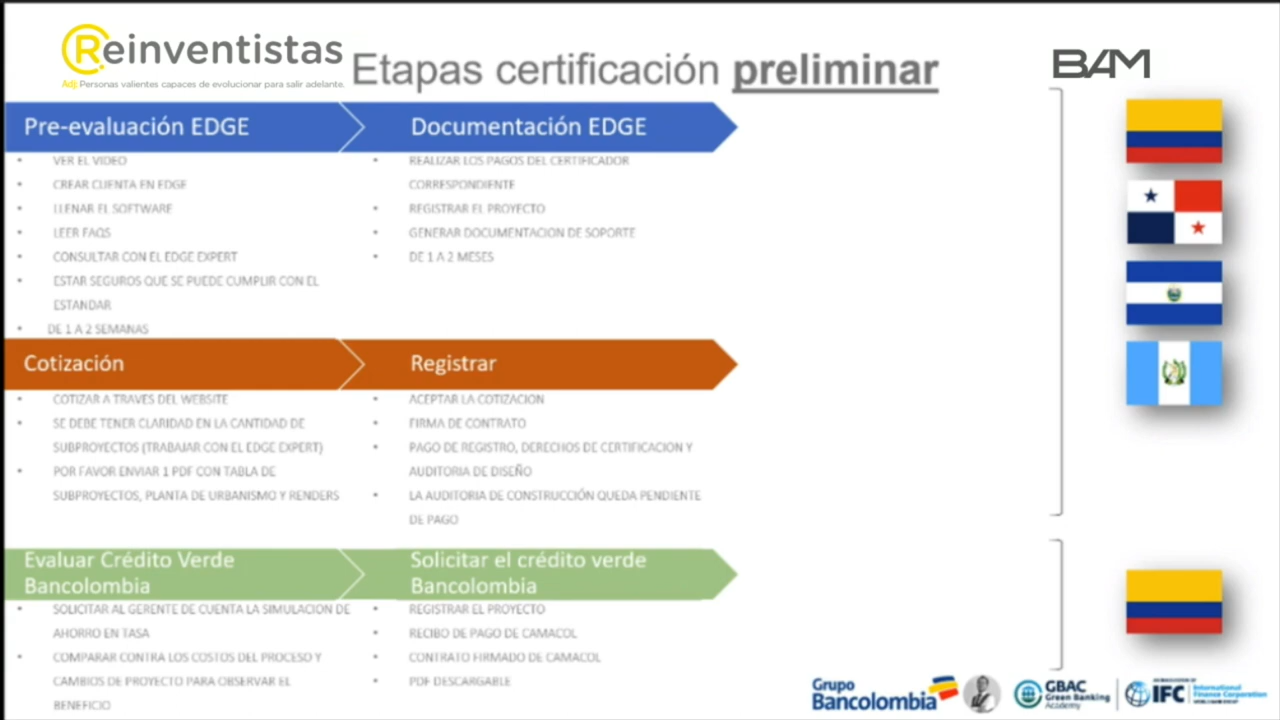 Reinventistas
Adj: Personas valientes capaces de evolucionar para salir adelante.
Etapas certificación preliminar
BAM
Pre-evaluación EDGE
• VER EL VIDEO
• CREAR CUENTA EN EDGE
• LLENAR EL SOFTWARE
• LEER FAQS
• CONSULTAR CON EL EDGE EXPERT
• ESTAR SEGUROS QUE SE PUEDE CUMPLIR CON EL
ESTANDAR
• DE 1 A 2 SEMANAS
Documentación EDGE
• REALIZAR LOS PAGOS DEL CERTIFICADOR
CORRESPONDIENTE
• REGISTRAR EL PROYECTO
• GENERAR DOCUMENTACION DE SOPORTE
• DE 1 A 2 MESES
Cotización
• COTIZAR A TRAVES DEL WEBSITE
• SE DEBE TENER CLARIDAD EN LA CANTIDAD DE
SUBPROYECTOS (TRABAJAR CON EL EDGE EXPERT)
• POR FAVOR ENVIAR 1 PDF CON TABLA DE
SUBPROYECTOS, PLANTA DE URBANISMO Y RENDERS
Registrar
• ACEPTAR LA COTIZACION
• FIRMA DE CONTRATO
• PAGO DE REGISTRO, DERECHOS DE CERTIFICACION Y
AUDITORIA DE DISEÑO
• LA AUDITORIA DE CONSTRUCCIÓN QUEDA PENDIENTE
DE PAGO
Evaluar Crédito Verde
Bancolombia
• SOLICITAR AL GERENTE DE CUENTA LA SIMULACION DE
AHORRO EN TASA
• COMPARAR CONTRA LOS COSTOS DEL PROCESO Y
CAMBIOS DE PROYECTO PARA OBSERVAR EL
BENEFICIO
Solicitar el crédito verde
Bancolombia
• REGISTRAR EL PROYECTO
• RECIBO DE PAGO DE CAMACOL
• CONTRATO FIRMADO DE CAMACOL
• PDF DESCARGABLE
Grupo
Bancolombia
GBAC
Green Banking
Academy
IFC
International
Finance Corporation